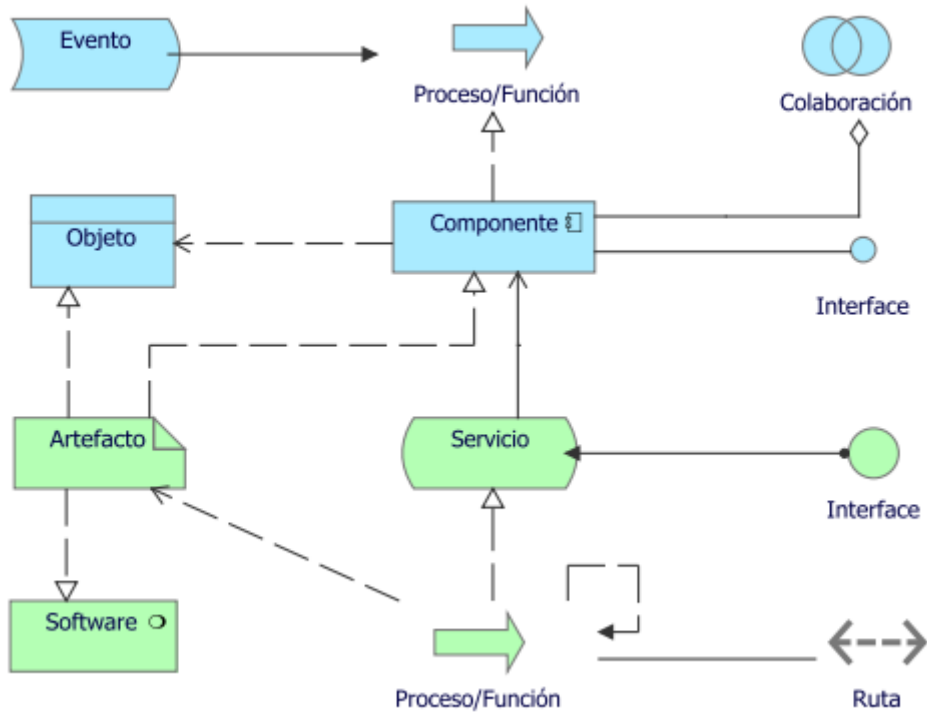 Evento
Proceso/Función
Colaboración
Objeto
Componente
Interface
Artefacto
Servicio
Interface
Software
Proceso/Función
Ruta